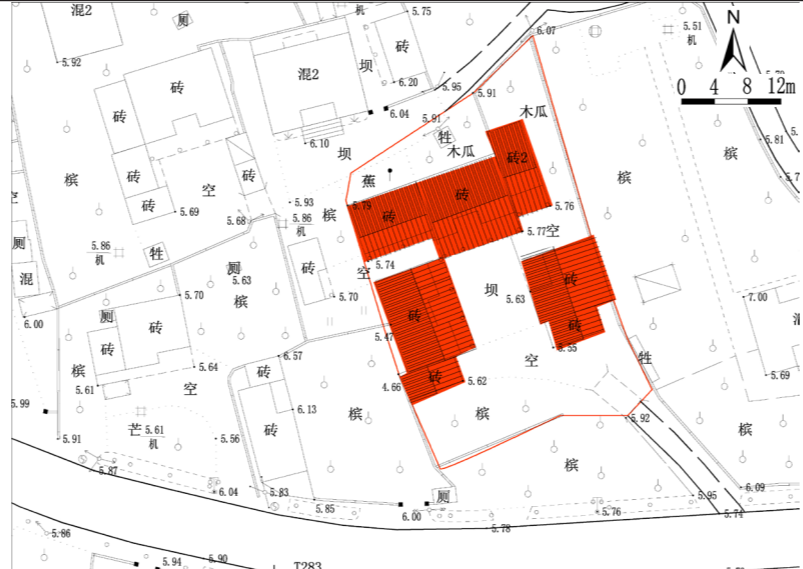 混2
厕
机
5.75
6.07
5.51
机
N
砖
坝
5.92
砖
混2
6.20
5.95
5.91
0 4 8 12m
砖
6.04
5.91
木瓜
牲
木瓜
5.81
坝
6.10
砖2
槟
槟
砖
空
砖
蕉
砖
槟
砖
5.69
5.68
5.93
5.86
机
槟
5.79
砖
5.76
5.77
空
厕
5.86
机
牲
厕
5.63
砖
5.74
空
混
5.70
槟
5.70
坝
5.63
砖
7.00
6.00
厕
砖
砖
5.47
砖
砖
槟
5.61
5.64
6.57
砖
4.66
砖
5.62
8.55
空
牲
5.69
空
5.99
芒
5.61
机
6.13
砖
槟
槟
5.92
槟
5.91
5.56
槟
5.87
6.04
5.83
5.85
6.00
厕
5.78
5.76
5.95
5.74
6.09
5.86
5.94
5.90
T283